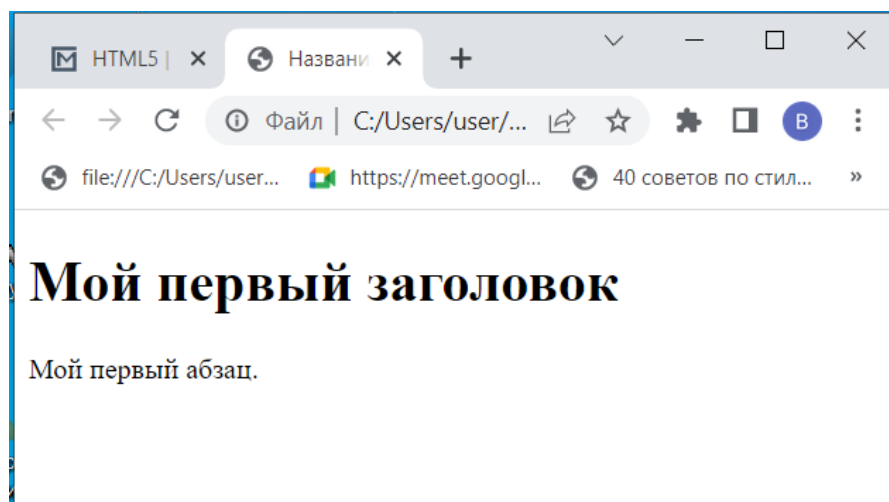 HTML5 |
Названи
Файл | C:/Users/user/...
B
file:///C:/Users/user...
https://meet.googl...
40 советов по стил...
»
Мой первый заголовок
Мой первый абзац.